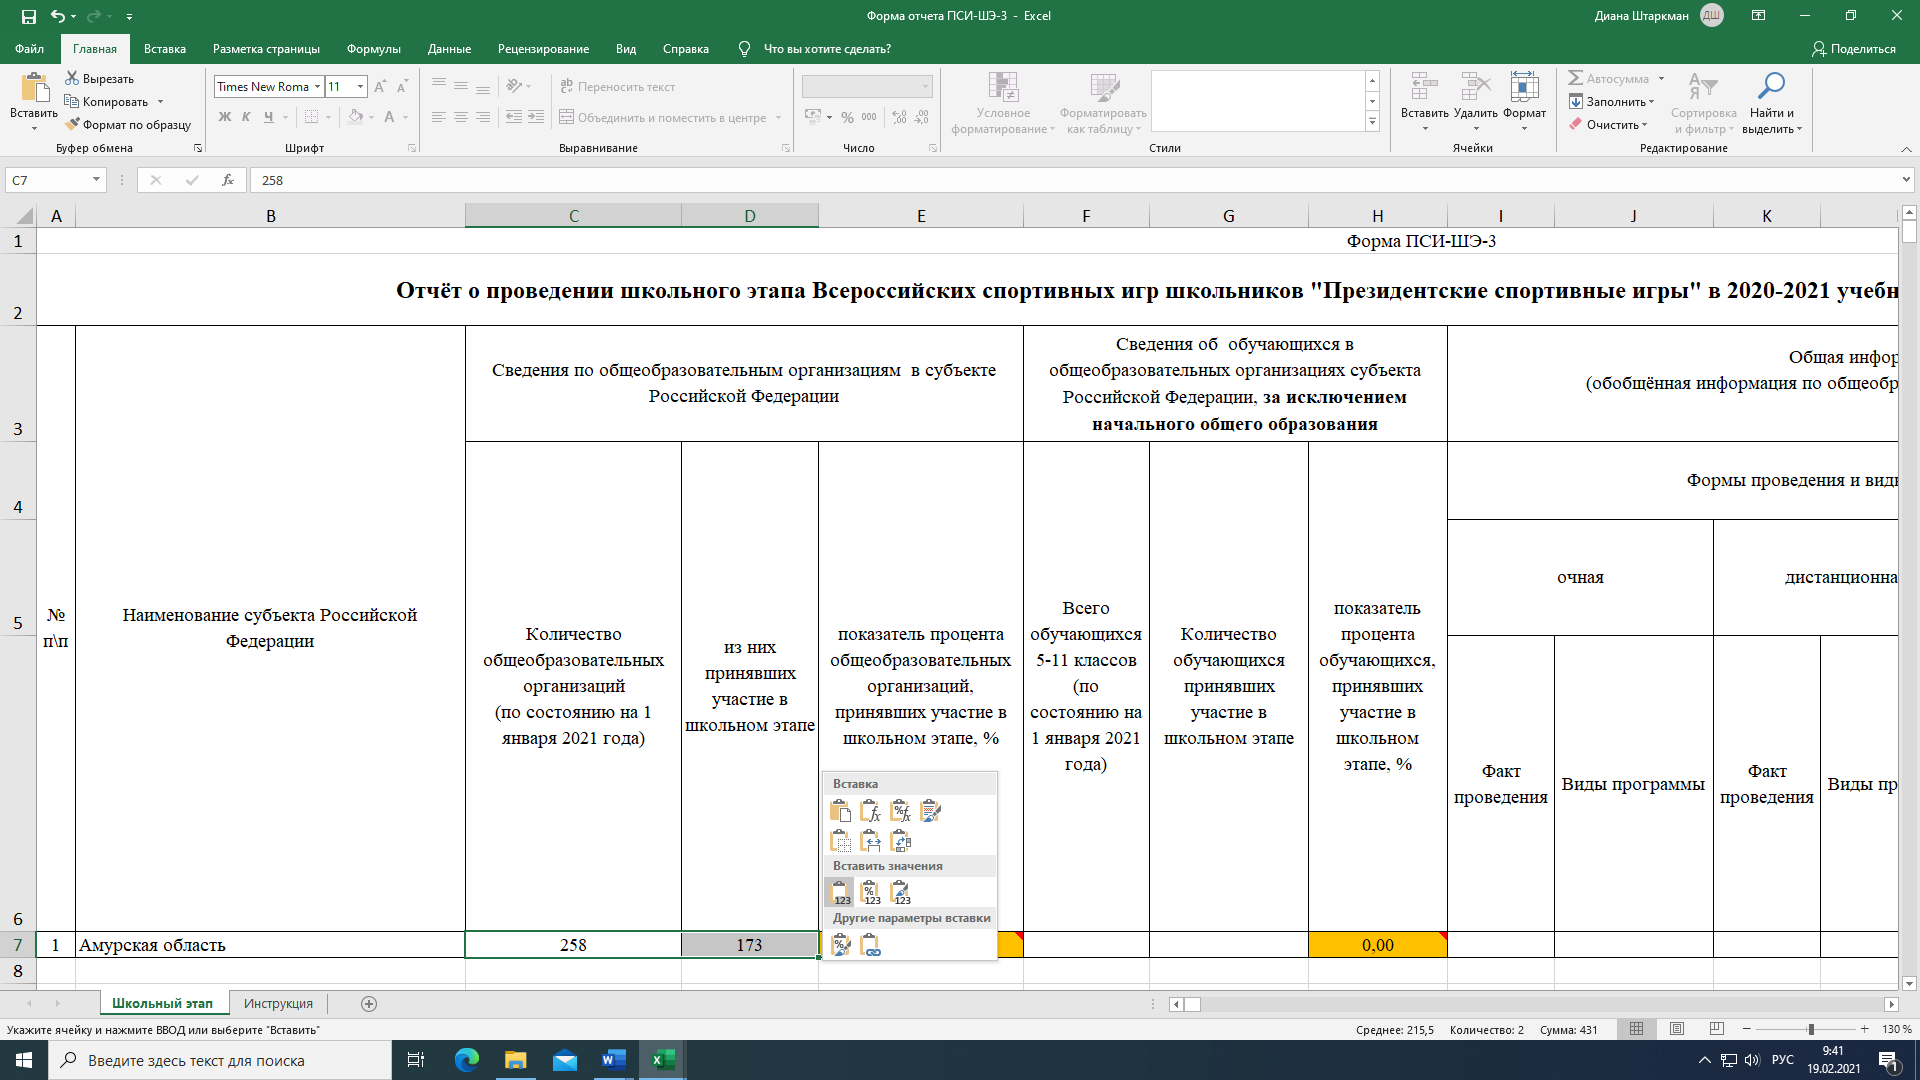 Форма отчета ПСИ-ШЭ-3 - Excel
Диана Штаркман
ДШ
Файл
Главная
Вставка
Разметка страницы
Формулы
Данные
Рецензирование
Вид
Справка
Что вы хотите сделать?
Поделиться
Вставить
Вырезать
Копировать
Формат по образцу
Буфер обмена
Times New Roma
11
Ж К Ч
Шрифт
Переносить текст
Объединить и поместить в центре
Выравнивание
% 000
Число
Условное
форматирование
Форматировать
как таблицу
Стили
Вставить
Удалить
Формат
Ячейки
Автосумма
Заполнить
Очистить
Сортировка
и фильтр
Найти и
выделить
Редактирование
C7
fx
258
A B C D E F G H I J K
1
Форма ПСИ-ШЭ-3
2
Отчёт о проведении школьного этапа Всероссийских спортивных игр школьников "Президентские спортивные игры" в 2020-2021 учебн
3
Сведения по общеобразовательным организациям в субъекте
Российской Федерации
Сведения об обучающихся в
общеобразовательных организациях субъекта
Российской Федерации, за исключением
начального общего образования
Общая инфор
(обобщённая информация по общеобр
4
Формы проведения и виды
5
очная
дистанционна
№
п\п
Наименование субъекта Российской
Федерации
Количество
общеобразовательных
организаций
(по состоянию на 1
января 2021 года)
из них
принявших
участие в
школьном этапе
показатель процента
общеобразовательных
организаций,
принявших участие в
школьном этапе, %
Всего
обучающихся
5-11 классов
(по
состоянию на
1 января 2021
года)
Количество
обучающихся
принявших
участие в
школьном этапе
показатель
процента
обучающихся,
принявших
участие в
школьном
этапе, %
Факт
проведения
Виды программы
Факт
проведения
Виды пр
6
Вставка
Вставить значения
Другие параметры вставки
7
1
Амурская область
258
173
0,00
8
Школьный этап
Инструкция
Укажите ячейку и нажмите ВВОД или выберите "Вставить"
Среднее: 215,5
Количество: 2
Сумма: 431
130 %
Введите здесь текст для поиска
РУС
9:41
19.02.2021
1